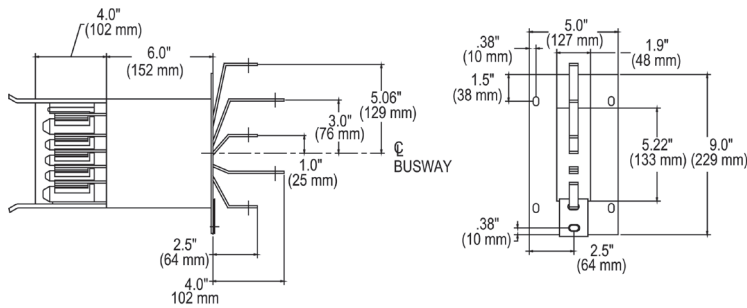 4.0"
(102 mm)
6.0"
(152 mm)
5.06"
(129 mm)
3.0"
(76 mm)
1.0"
(25 mm)
℄
BUSWAY
2.5"
(64 mm)
4.0"
102 mm
5.0"
(127 mm)
.38"
(10 mm)
1.9"
(48 mm)
1.5"
(38 mm)
5.22"
(133 mm)
9.0"
(229 mm)
.38"
(10 mm)
2.5"
(64 mm)